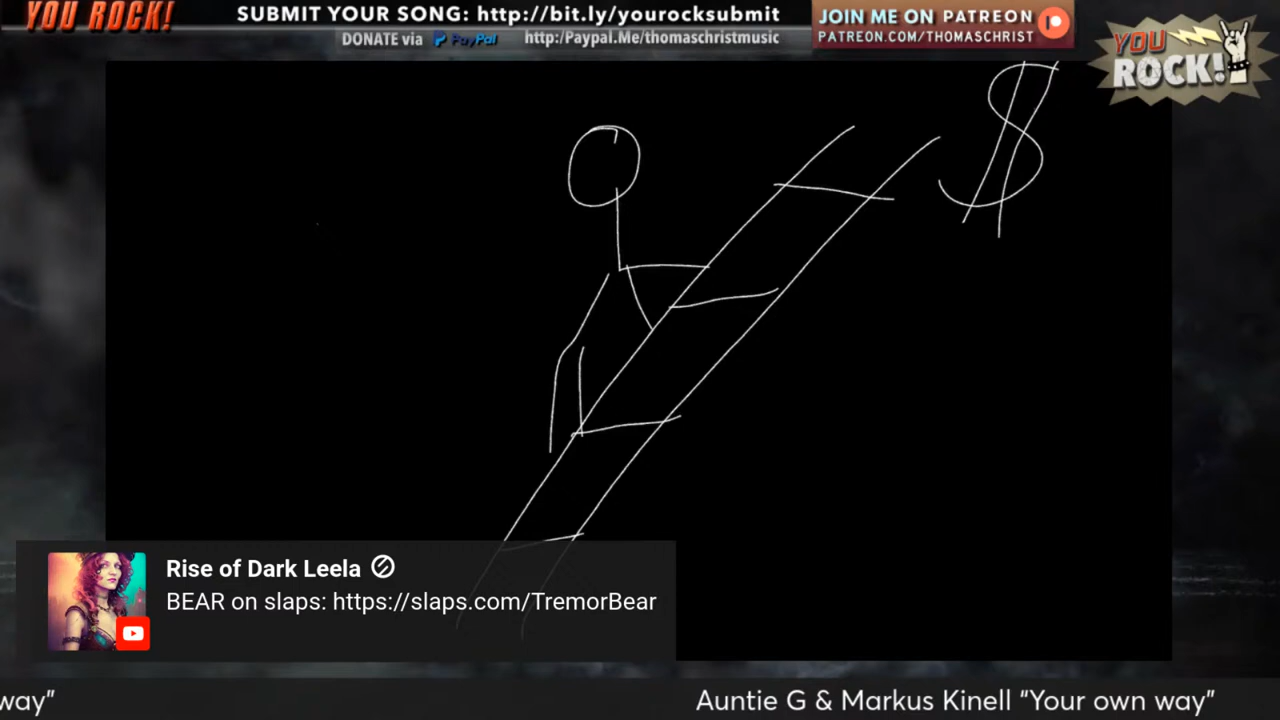 YOU ROCK!
SUBMIT YOUR SONG: http://bit.ly/yourocksubmit
DONATE via PayPal http:/Paypal.Me/thomaschristmusic
JOIN ME ON PATREON
PATREON.COM/THOMASCHRIST
YOU
ROCK!
$
Rise of Dark Leela
BEAR on slaps: https://slaps.com/TremorBear
way” Auntie G & Markus Kinell “Your own way”